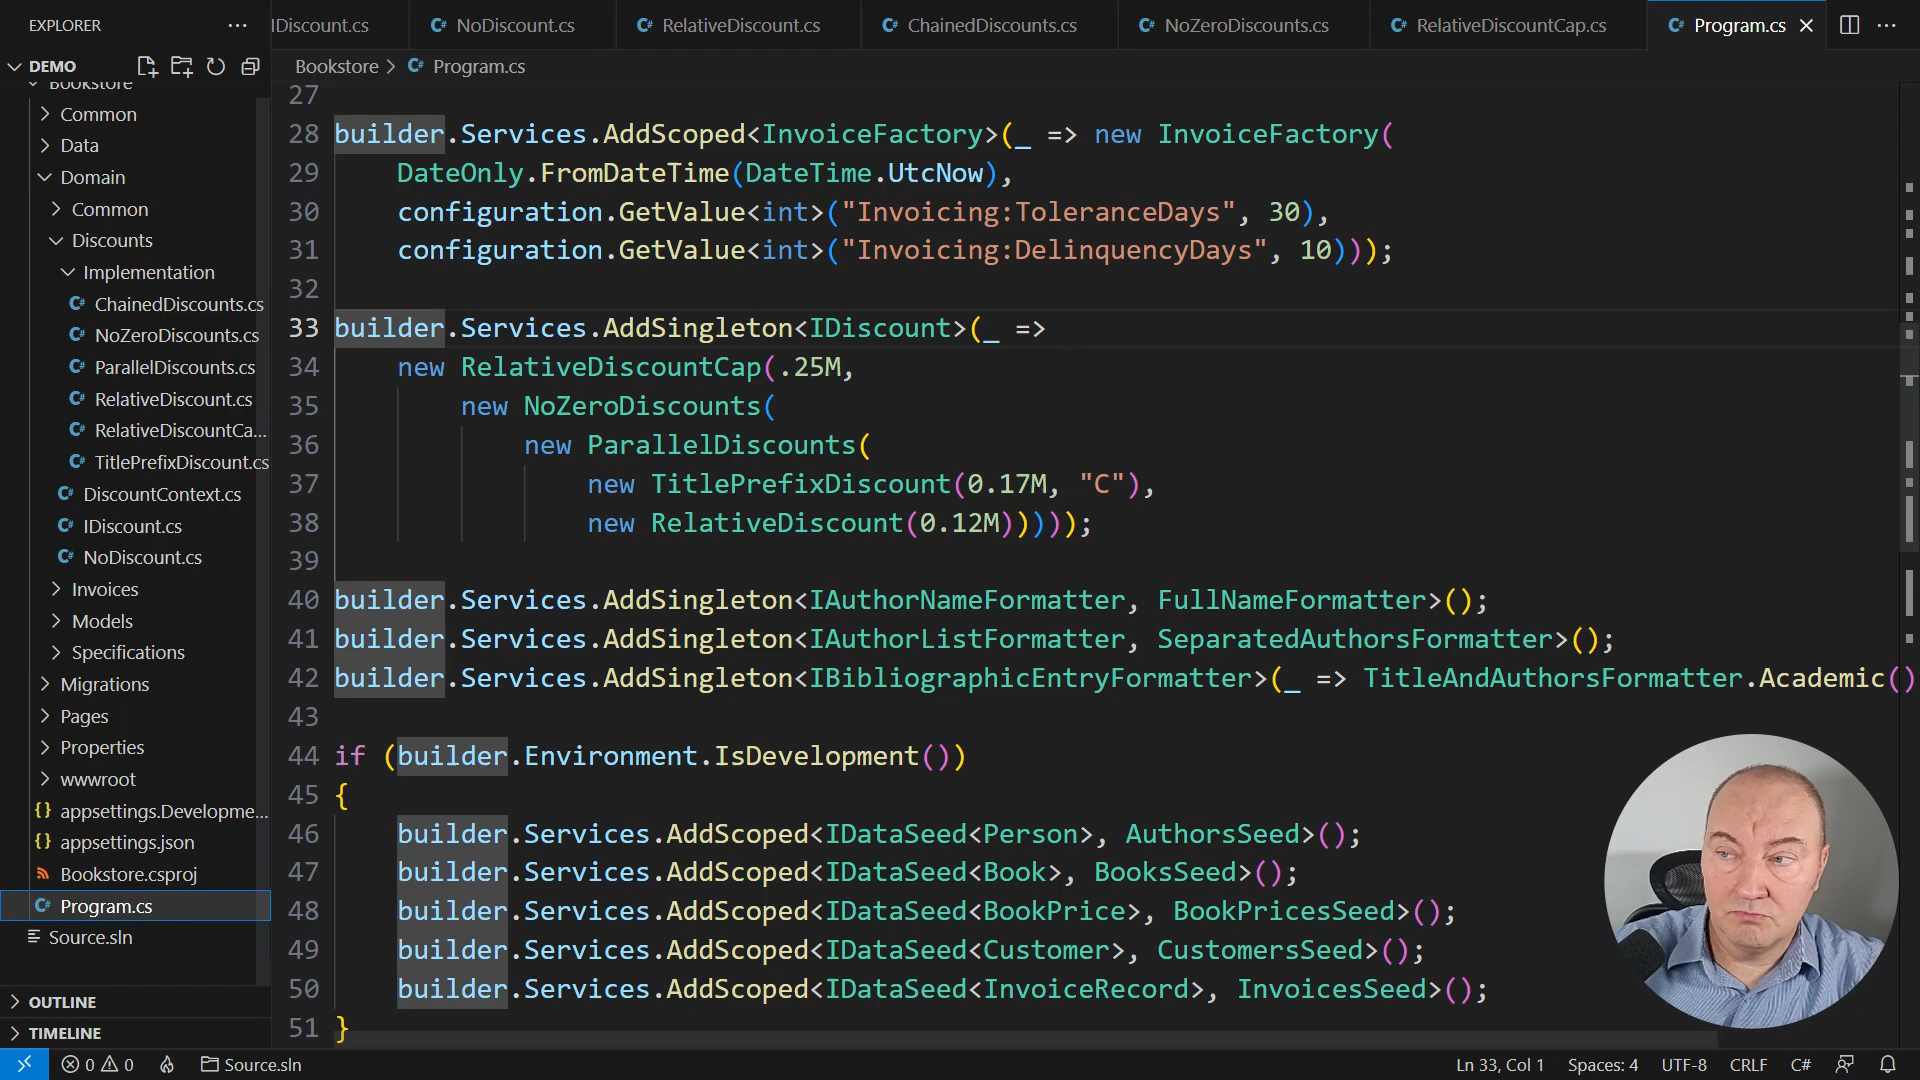 EXPLORER
IDiscount.cs
NoDiscount.cs
RelativeDiscount.cs
ChainedDiscounts.cs
NoZeroDiscounts.cs
RelativeDiscountCap.cs
Program.cs
DEMO
Bookstore > Program.cs
Bookstore
Common
Data
Domain
Common
Discounts
Implementation
ChainedDiscounts.cs
NoZeroDiscounts.cs
ParallelDiscounts.cs
RelativeDiscount.cs
RelativeDiscountCa...
TitlePrefixDiscount.cs
DiscountContext.cs
IDiscount.cs
NoDiscount.cs
Invoices
Models
Specifications
Migrations
Pages
Properties
wwwroot
appsettings.Developme...
appsettings.json
Bookstore.csproj
Program.cs
Source.sln
OUTLINE
TIMELINE
27
28 builder.Services.AddScoped<InvoiceFactory>(_ => new InvoiceFactory(
29 DateOnly.FromDateTime(DateTime.UtcNow),
30 configuration.GetValue<int>("Invoicing:ToleranceDays", 30),
31 configuration.GetValue<int>("Invoicing:DelinquencyDays", 10)));
32
33 builder.Services.AddSingleton<IDiscount>(_ =>
34 new RelativeDiscountCap(.25M,
35 new NoZeroDiscounts(
36 new ParallelDiscounts(
37 new TitlePrefixDiscount(0.17M, "C"),
38 new RelativeDiscount(0.12M)))));
39
40 builder.Services.AddSingleton<IAuthorNameFormatter, FullNameFormatter>();
41 builder.Services.AddSingleton<IAuthorListFormatter, SeparatedAuthorsFormatter>();
42 builder.Services.AddSingleton<IBibliographicEntryFormatter>(_ => TitleAndAuthorsFormatter.Academic()
43
44 if (builder.Environment.IsDevelopment())
45 {
46 builder.Services.AddScoped<IDataSeed<Person>, AuthorsSeed>();
47 builder.Services.AddScoped<IDataSeed<Book>, BooksSeed>();
48 builder.Services.AddScoped<IDataSeed<BookPrice>, BookPricesSeed>();
49 builder.Services.AddScoped<IDataSeed<Customer>, CustomersSeed>();
50 builder.Services.AddScoped<IDataSeed<InvoiceRecord>, InvoicesSeed>();
51 }
0 0 Source.sln Ln 33, Col 1 Spaces: 4 UTF-8 CRLF C#